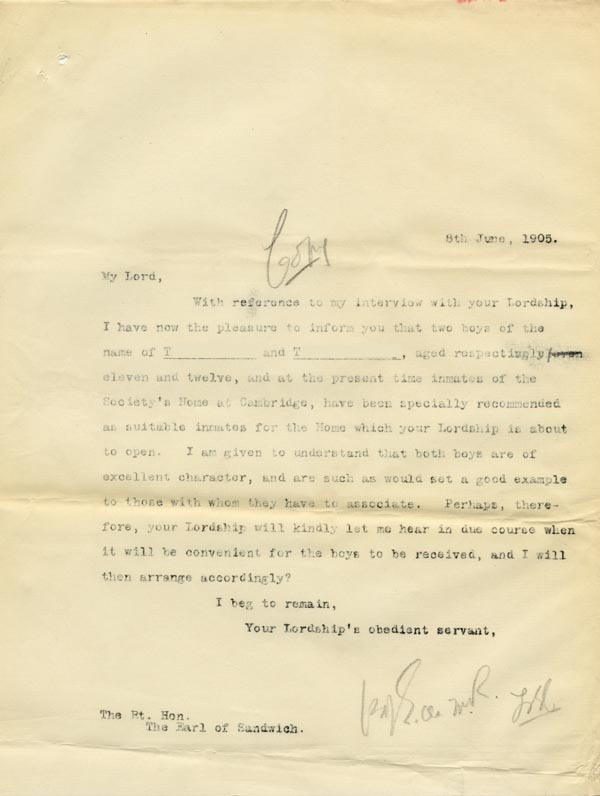 8th June, 1905.
Copy
My Lord,
With reference to my interview with your Lordship,
I have now the pleasure to inform you that two boys of the
name of T__________ and T____________, aged respectively
eleven and twelve, and at the present time inmates of the
Society's Home at Cambridge, have been specially recommended
as suitable inmates for the Home which your Lordship is about
to open. I am given to understand that both boys are of
excellent character, and are such as would set a good example
to those with whom they have to associate. Perhaps, there-
fore, your Lordship will kindly let me hear in due course when
it will be convenient for the boys to be received, and I will
then arrange accordingly?
I beg to remain,
Your Lordship's obedient servant,
The Rt. Hon.
The Earl of Sandwich.